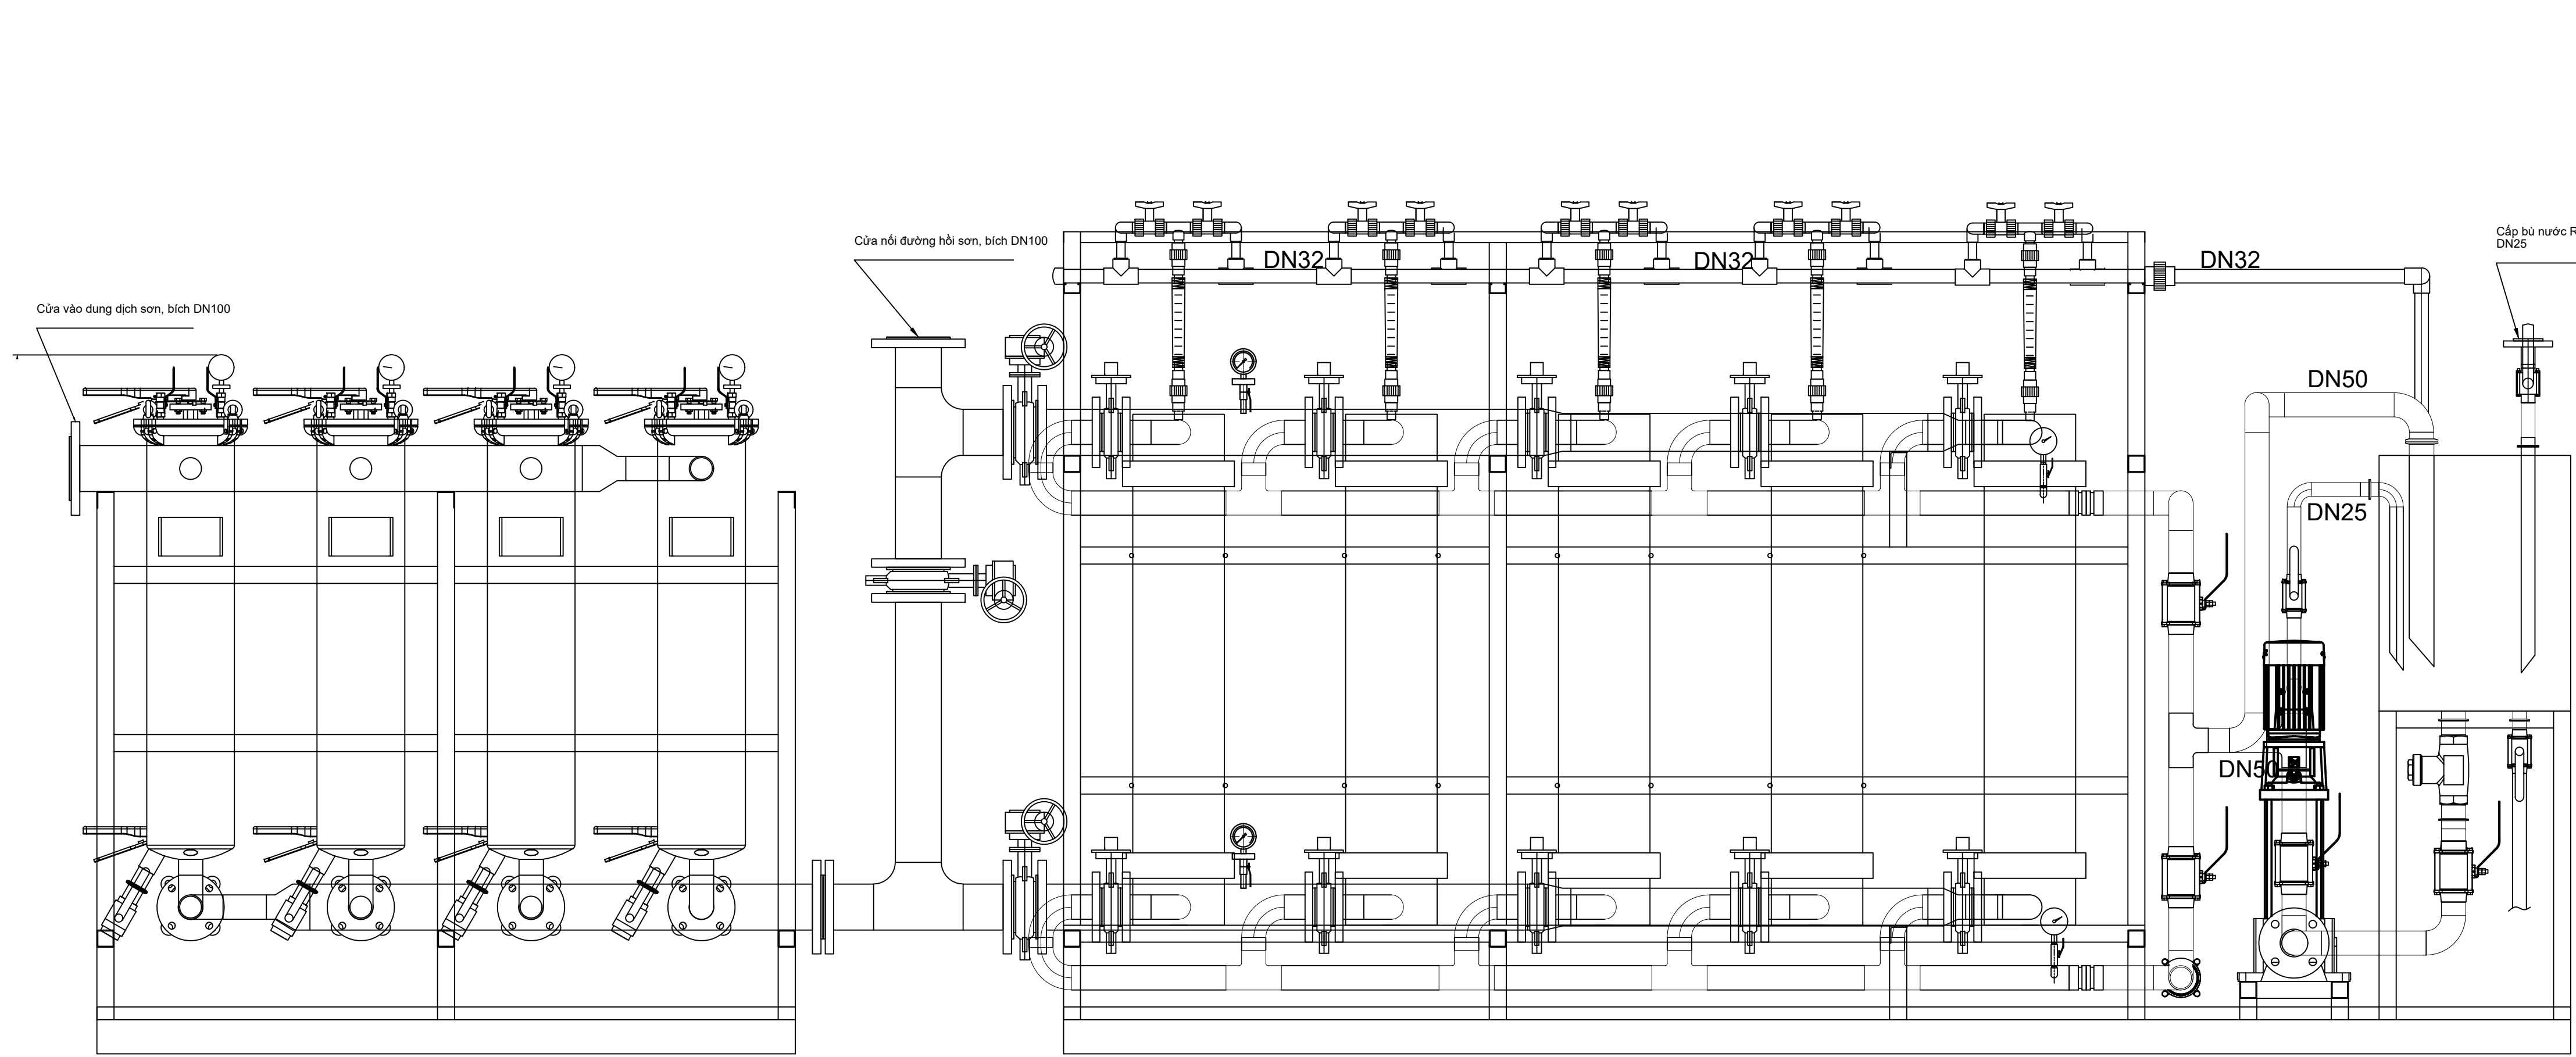 Cấp bù nước R
DN25
Cửa nối đường hồi sơn, bích DN100
DN32
DN32
DN32
Cửa vào dung dịch sơn, bích DN100
DN50
DN25
DN50